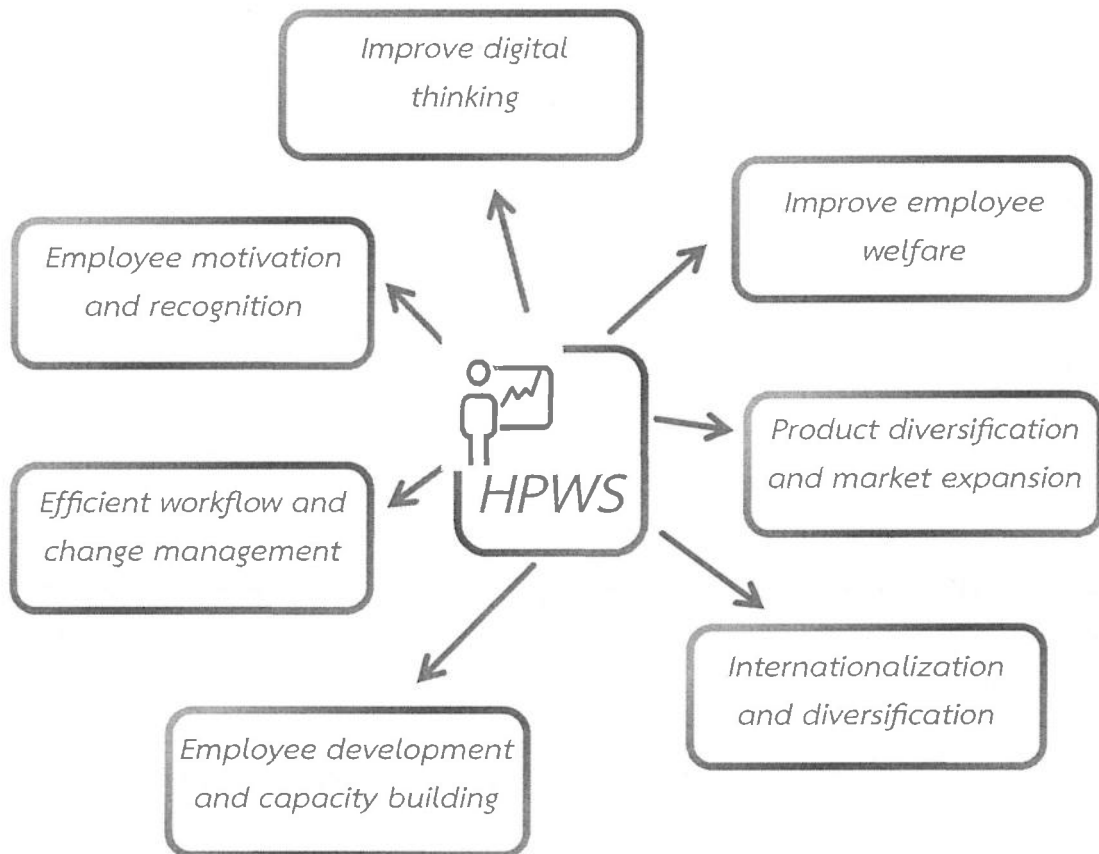 Improve digital
thinking
Improve employee
welfare
Employee motivation
and recognition
Product diversification
and market expansion
HPWS
Efficient workflow and
change management
Internationalization
and diversification
Employee development
and capacity building